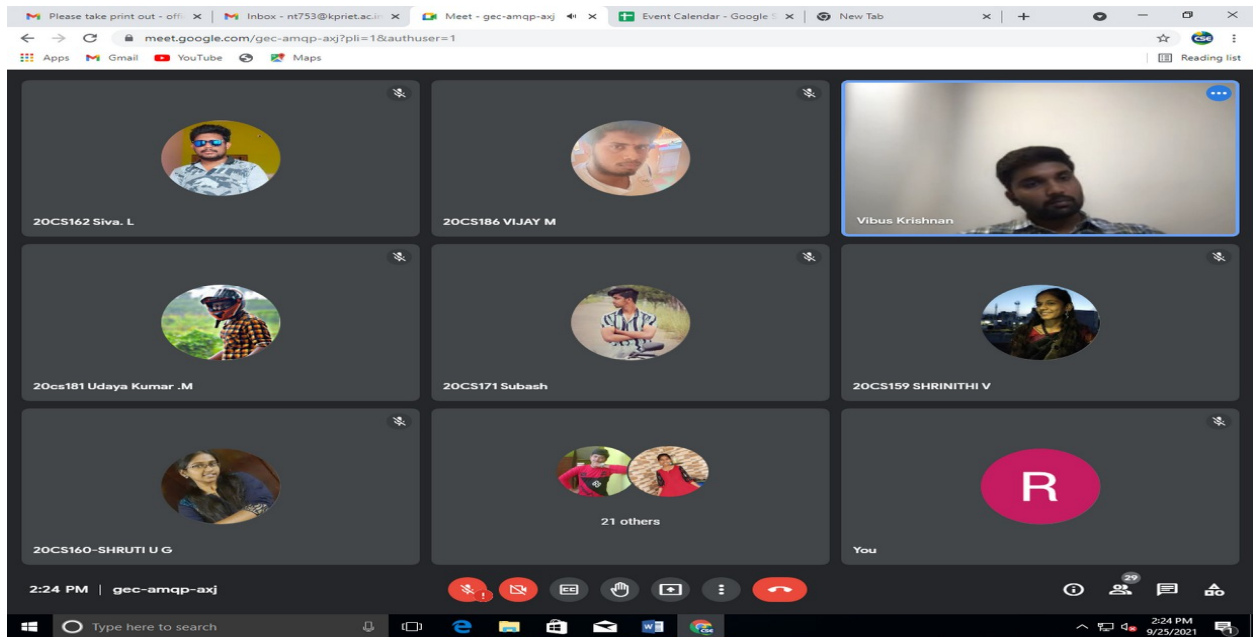 Please take print out - offi
Inbox - nt753@kpriet.ac.in
Meet - gec-amqp-axj
Event Calendar - Google S
New Tab
meet.google.com/gec-amqp-axj?pli=1&authuser=1
CSE
Apps
Gmail
YouTube
Maps
Reading list
20CS162 Siva. L
20CS186 VIJAY M
Vibus Krishnan
20cs181 Udaya Kumar .M
20CS171 Subash
20CS159 SHRINITHI V
20CS160-SHRUTI U G
21 others
R
You
2:24 PM | gec-amqp-axj
CC
29
Type here to search
2:24 PM
9/25/2021